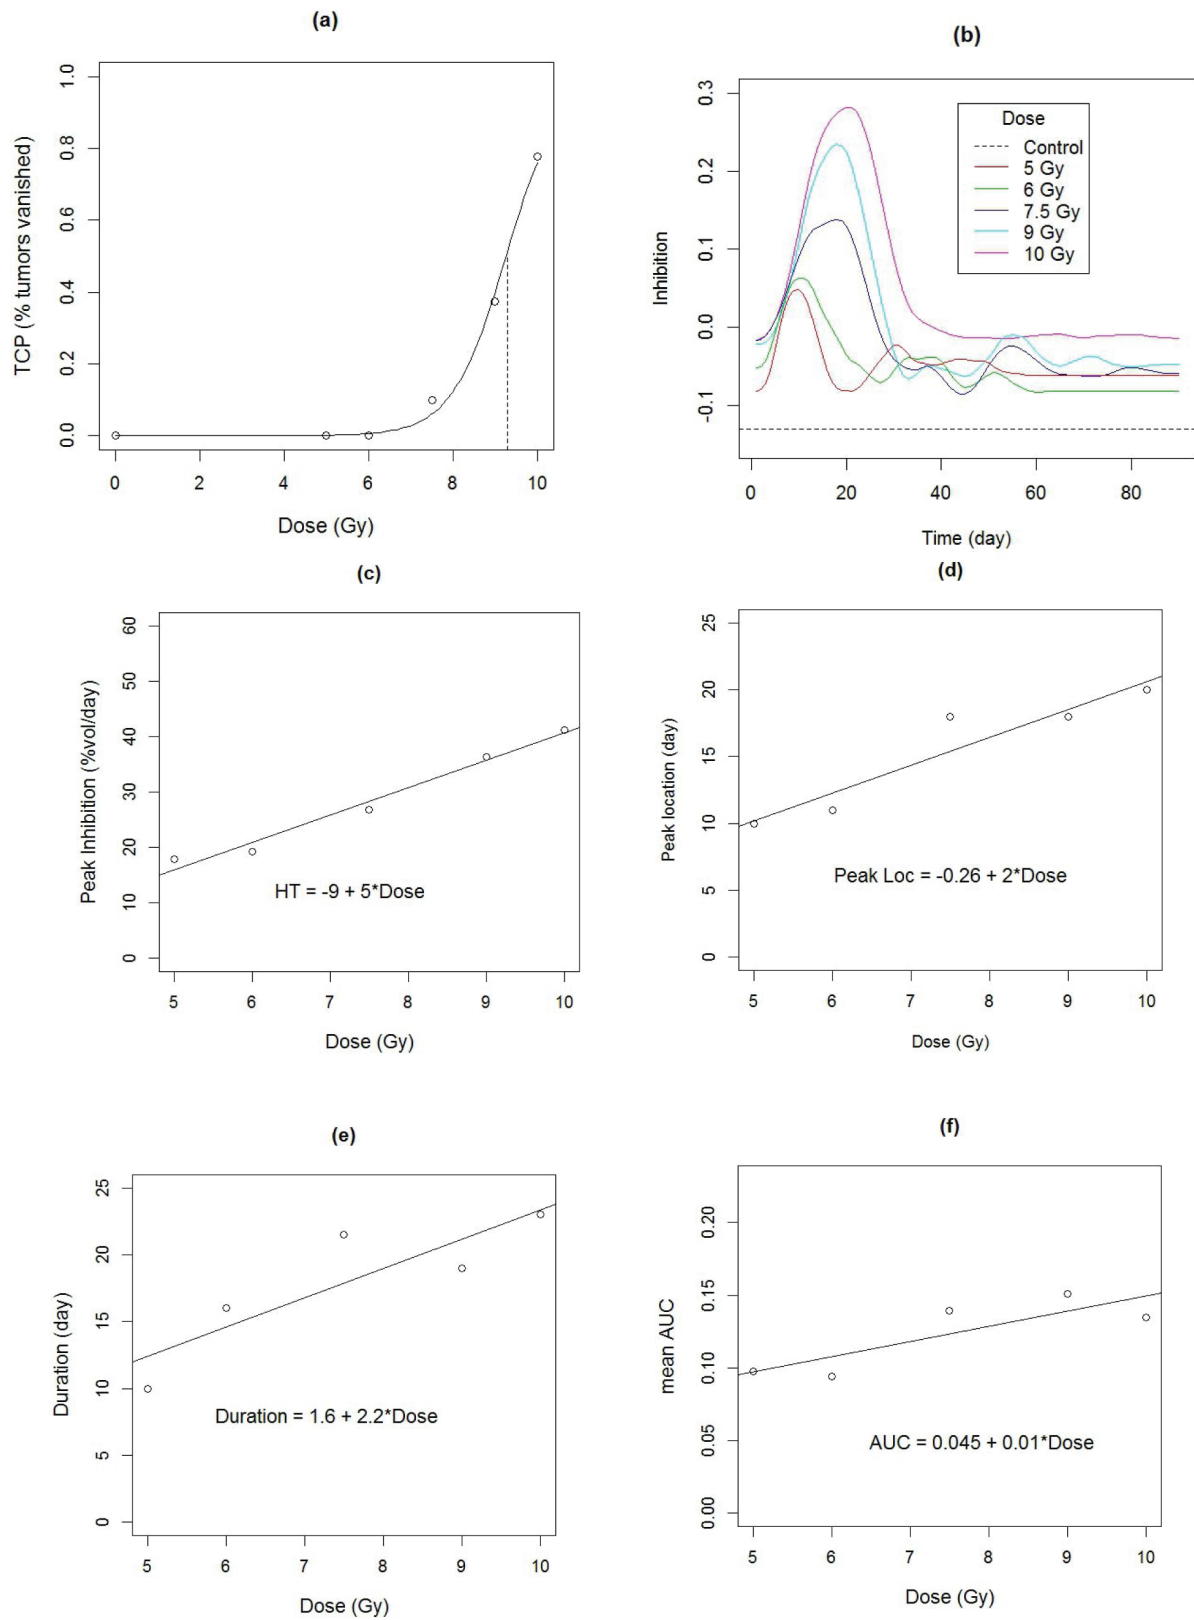 (a)
TCP (% tumors vanished)
1.0
0.8
0.6
0.4
0.2
0.0
0 2 4 6 8 10
Dose (Gy)
(b)
Inhibition
0.3
0.2
0.1
0.0
-0.1
Dose
Control
5 Gy
6 Gy
7.5 Gy
9 Gy
10 Gy
0 20 40 60 80
Time (day)
(c)
Peak Inhibition (%vol/day)
60
50
40
30
20
10
0
HT = -9 + 5*Dose
5 6 7 8 9 10
Dose (Gy)
(d)
Peak location (day)
25
20
15
10
5
0
Peak Loc = -0.26 + 2*Dose
5 6 7 8 9 10
Dose (Gy)
(e)
Duration (day)
25
20
15
10
5
0
Duration = 1.6 + 2.2*Dose
5 6 7 8 9 10
Dose (Gy)
(f)
mean AUC
0.20
0.15
0.10
0.05
0.00
AUC = 0.045 + 0.01*Dose
5 6 7 8 9 10
Dose (Gy)